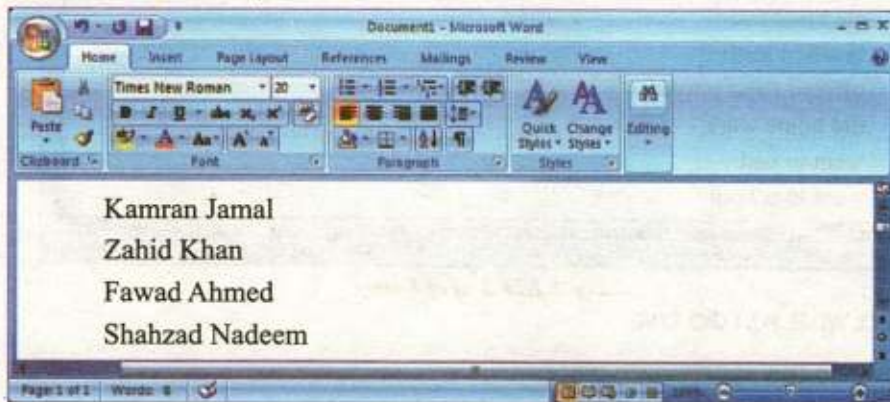 Document1 - Microsoft Word
Home Insert Page Layout References Mailings Review View
Times New Roman 20
Paste
Quick Styles
Change Styles
Editing
Clipboard Font Paragraph Styles
Kamran Jamal
Zahid Khan
Fawad Ahmed
Shahzad Nadeem
Page: 1 of 1 Words: 8